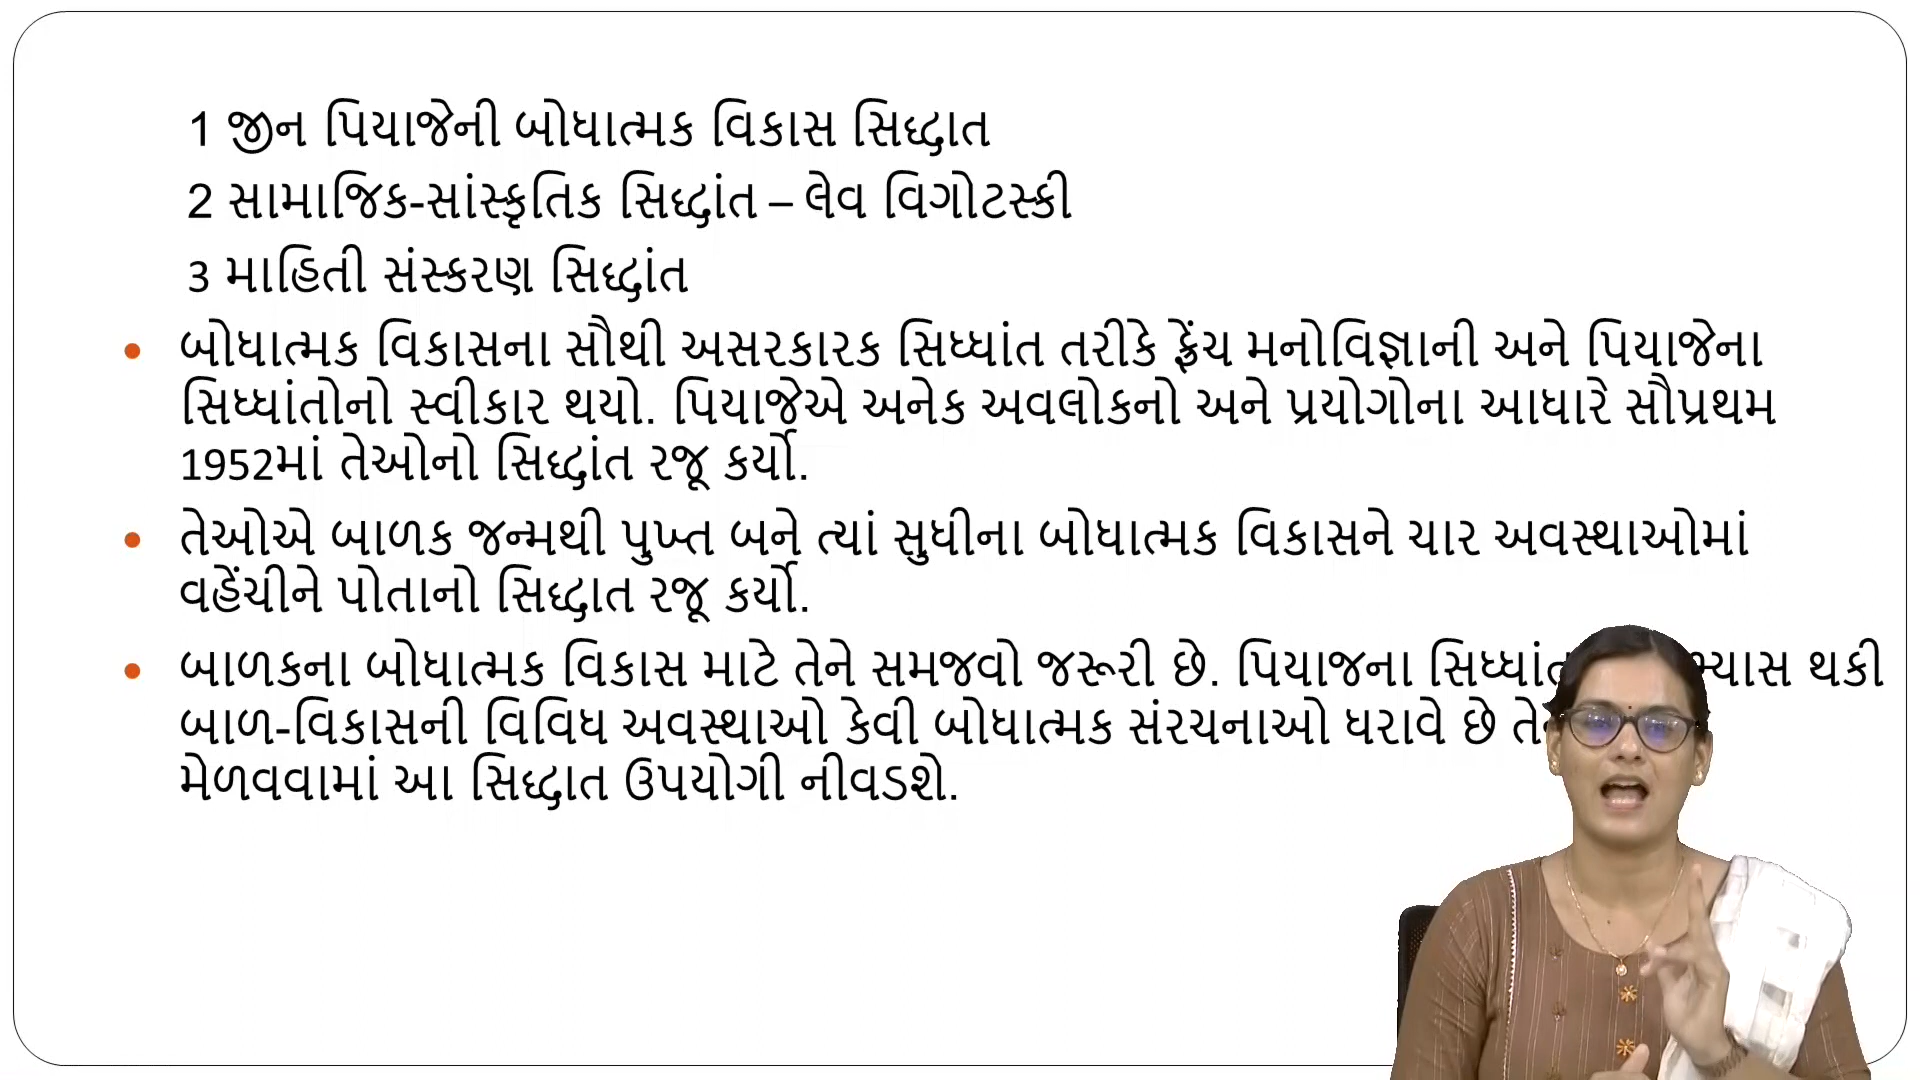 1 જીન પિયાજેની બોધાત્મક વિકાસ સિધ્દ્વાત
2 સામાજિક-સાંસ્કૃતિક સિધ્દ્વાંત – લેવ વિગોટસ્કી
3 માહિતી સંસ્કરણ સિધ્દ્વાંત
• બોધાત્મક વિકાસના સૌથી અસરકારક સિધ્ધાંત તરીકે ફ્રેંચ મનોવિજ્ઞાની અને પિયાજેના
સિધ્ધાંતોનો સ્વીકાર થયો. પિયાજેએ અનેક અવલોકનો અને પ્રયોગોના આધારે સૌપ્રથમ
1952માં તેઓનો સિધ્દ્વાંત રજૂ કર્યો.
• તેઓએ બાળક જન્મથી પુખ્ત બને ત્યાં સુધીના બોધાત્મક વિકાસને ચાર અવસ્થાઓમાં
વહેંચીને પોતાનો સિધ્દ્વાત રજૂ કર્યો.
• બાળકના બોધાત્મક વિકાસ માટે તેને સમજવો જરૂરી છે. પિયાજના થકી
બાળ-વિકાસની વિવિધ અવસ્થાઓ કેવી બોધાત્મક સંરચનાઓ ધરાવે છે
મેળવવામાં આ સિધ્દ્વાત ઉપયોગી નીવડશે.